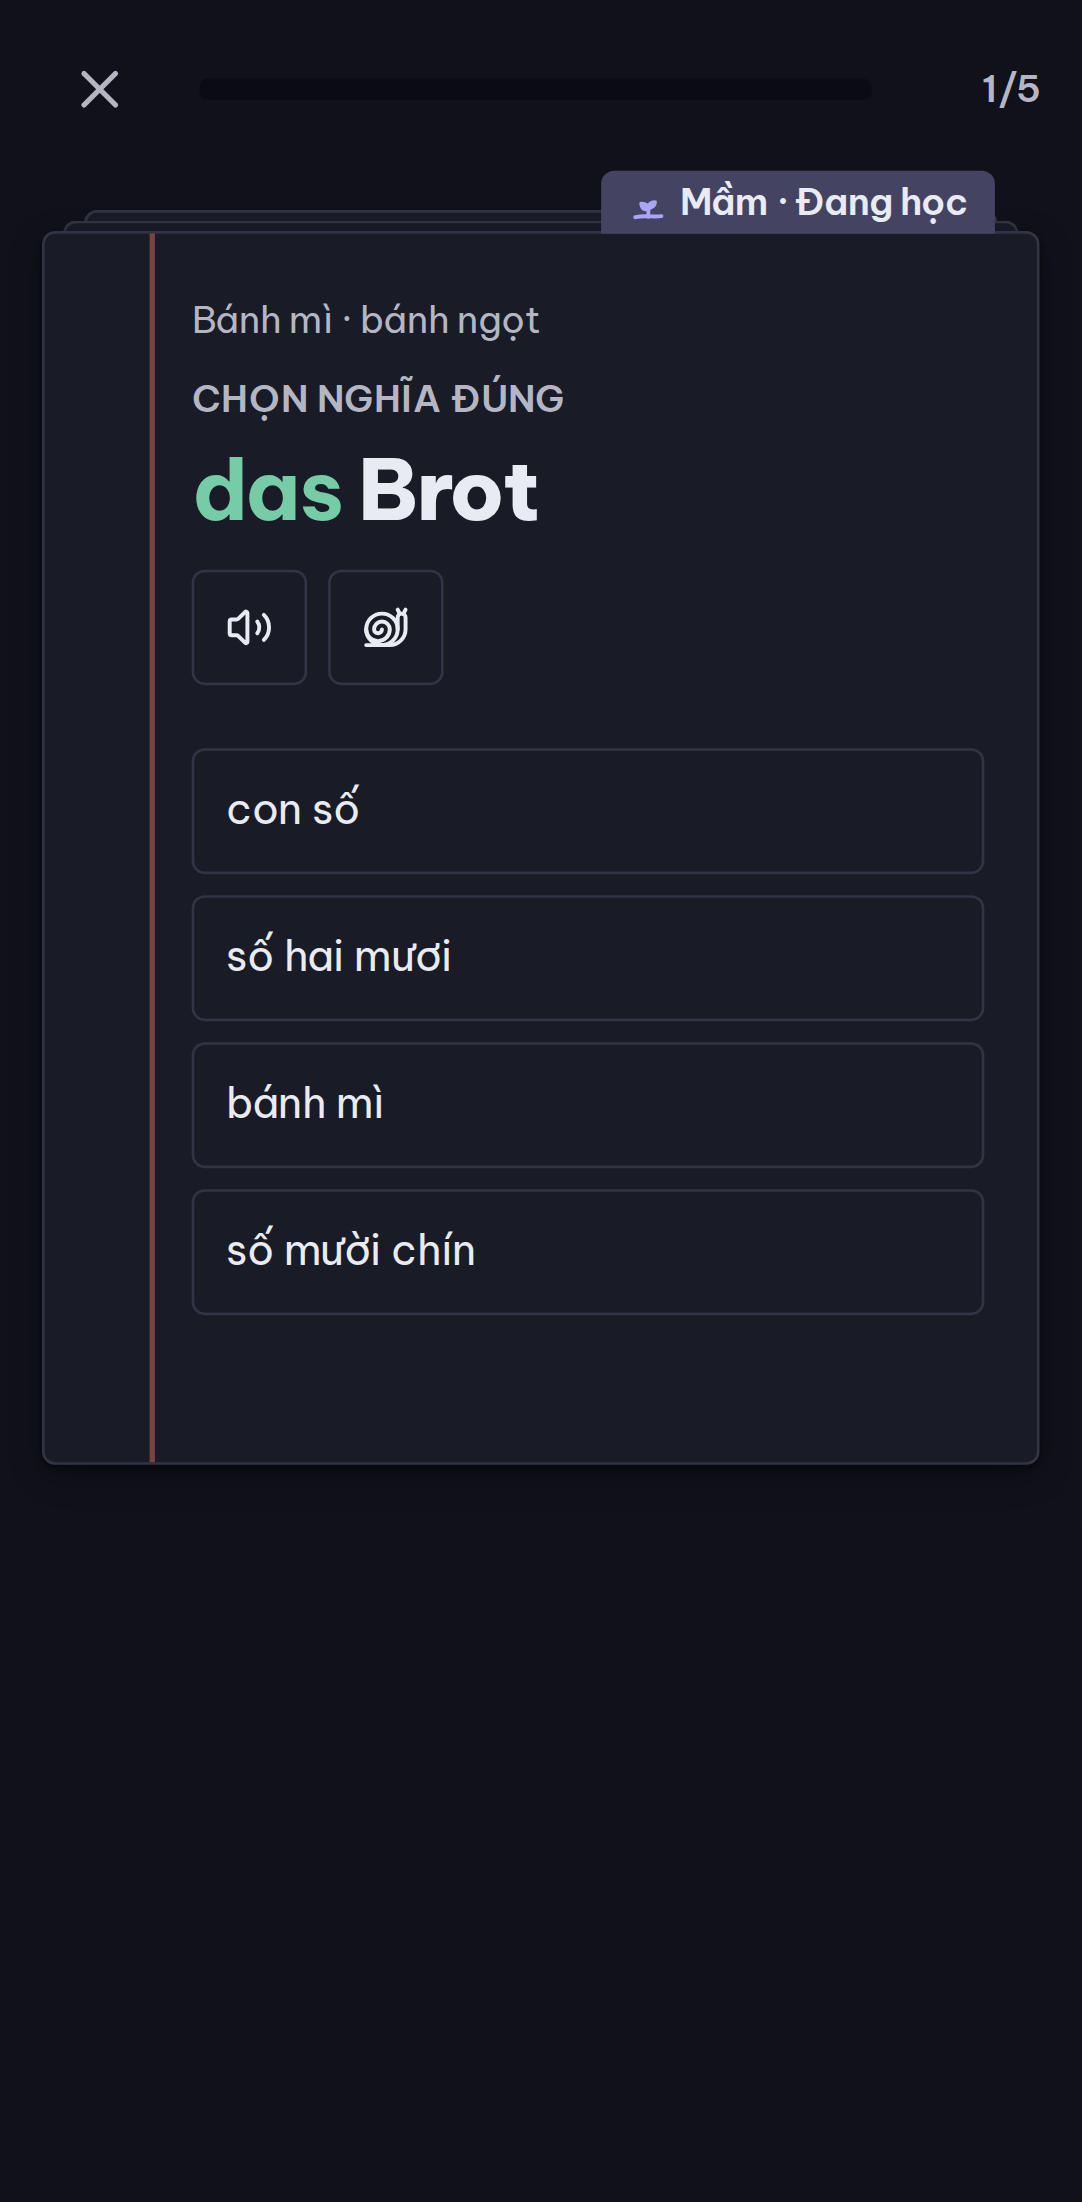 1/5
Mầm · Đang học
Bánh mì · bánh ngọt
CHỌN NGHĨA ĐÚNG
das Brot
con số
số hai mươi
bánh mì
số mười chín